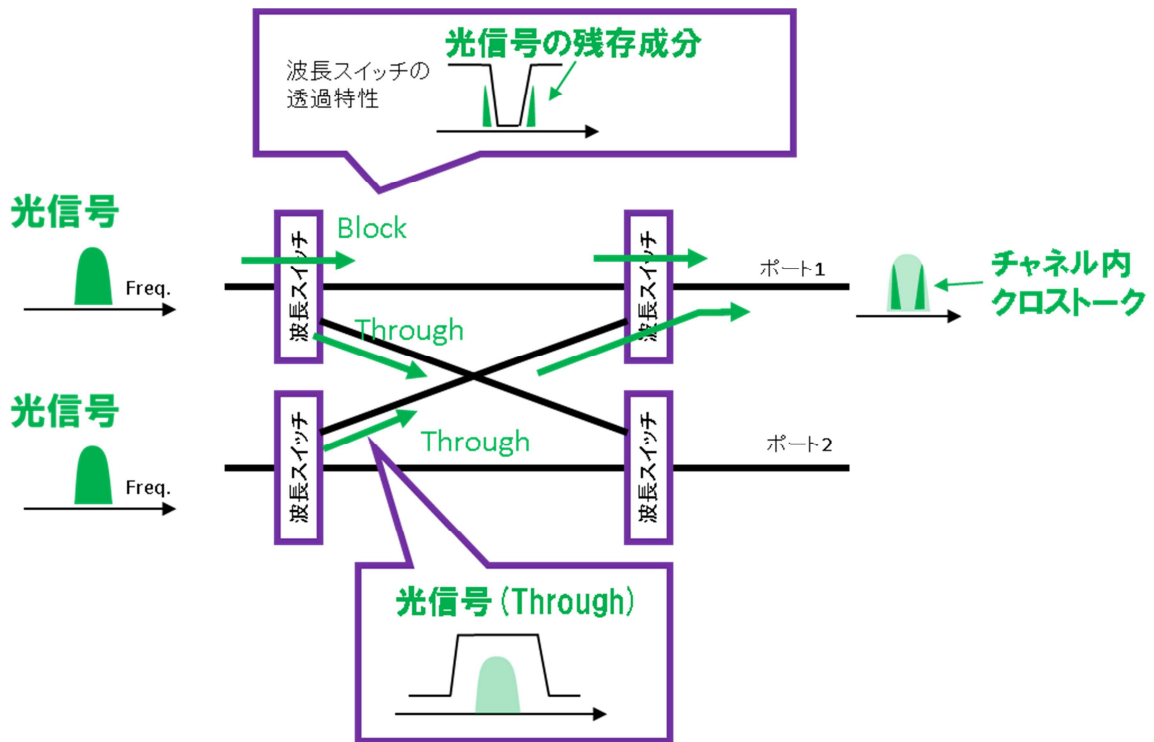 光信号の残存成分
波長スイッチの
透過特性
光信号
Freq.
波長スイッチ
Block
Through
波長スイッチ
ポート1
チャネル内
クロストーク
光信号
Freq.
波長スイッチ
Through
波長スイッチ
ポート2
光信号(Through)